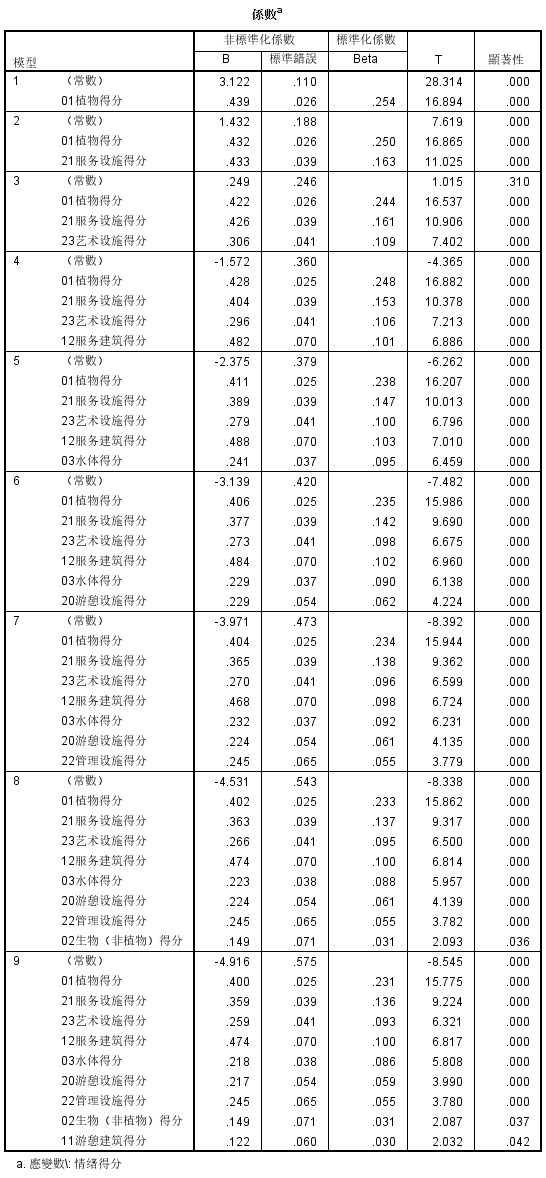 係數a
模型 非標準化係數 標準化係數 T 顯著性
B 標準錯誤 Beta
1 （常數） 3.122 .110 28.314 .000
01植物得分 .439 .026 .254 16.894 .000
2 （常數） 1.432 .188 7.619 .000
01植物得分 .432 .026 .250 16.865 .000
21服务设施得分 .433 .039 .163 11.025 .000
3 （常數） .249 .246 1.015 .310
01植物得分 .422 .026 .244 16.537 .000
21服务设施得分 .426 .039 .161 10.906 .000
23艺术设施得分 .306 .041 .109 7.402 .000
4 （常數） -1.572 .360 -4.365 .000
01植物得分 .428 .025 .248 16.882 .000
21服务设施得分 .404 .039 .153 10.378 .000
23艺术设施得分 .296 .041 .106 7.213 .000
12服务建筑得分 .482 .070 .101 6.886 .000
5 （常數） -2.375 .379 -6.262 .000
01植物得分 .411 .025 .238 16.207 .000
21服务设施得分 .389 .039 .147 10.013 .000
23艺术设施得分 .279 .041 .100 6.796 .000
12服务建筑得分 .488 .070 .103 7.010 .000
03水体得分 .241 .037 .095 6.459 .000
6 （常數） -3.139 .420 -7.482 .000
01植物得分 .406 .025 .235 15.986 .000
21服务设施得分 .377 .039 .142 9.690 .000
23艺术设施得分 .273 .041 .098 6.675 .000
12服务建筑得分 .484 .070 .102 6.960 .000
03水体得分 .229 .037 .090 6.138 .000
20游憩设施得分 .229 .054 .062 4.224 .000
7 （常數） -3.971 .473 -8.392 .000
01植物得分 .404 .025 .234 15.944 .000
21服务设施得分 .365 .039 .138 9.362 .000
23艺术设施得分 .270 .041 .096 6.599 .000
12服务建筑得分 .468 .070 .098 6.724 .000
03水体得分 .232 .037 .092 6.231 .000
20游憩设施得分 .224 .054 .061 4.135 .000
22管理设施得分 .245 .065 .055 3.779 .000
8 （常數） -4.531 .543 -8.338 .000
01植物得分 .402 .025 .233 15.862 .000
21服务设施得分 .363 .039 .137 9.317 .000
23艺术设施得分 .266 .041 .095 6.500 .000
12服务建筑得分 .474 .070 .100 6.814 .000
03水体得分 .223 .038 .088 5.957 .000
20游憩设施得分 .224 .054 .061 4.139 .000
22管理设施得分 .245 .065 .055 3.782 .000
02生物（非植物）得分 .149 .071 .031 2.093 .036
9 （常數） -4.916 .575 -8.545 .000
01植物得分 .400 .025 .231 15.775 .000
21服务设施得分 .359 .039 .136 9.224 .000
23艺术设施得分 .259 .041 .093 6.321 .000
12服务建筑得分 .474 .070 .100 6.817 .000
03水体得分 .218 .038 .086 5.808 .000
20游憩设施得分 .217 .054 .059 3.990 .000
22管理设施得分 .245 .065 .055 3.780 .000
02生物（非植物）得分 .149 .071 .031 2.087 .037
11游憩建筑得分 .122 .060 .030 2.032 .042
a. 應變數\: 情绪得分